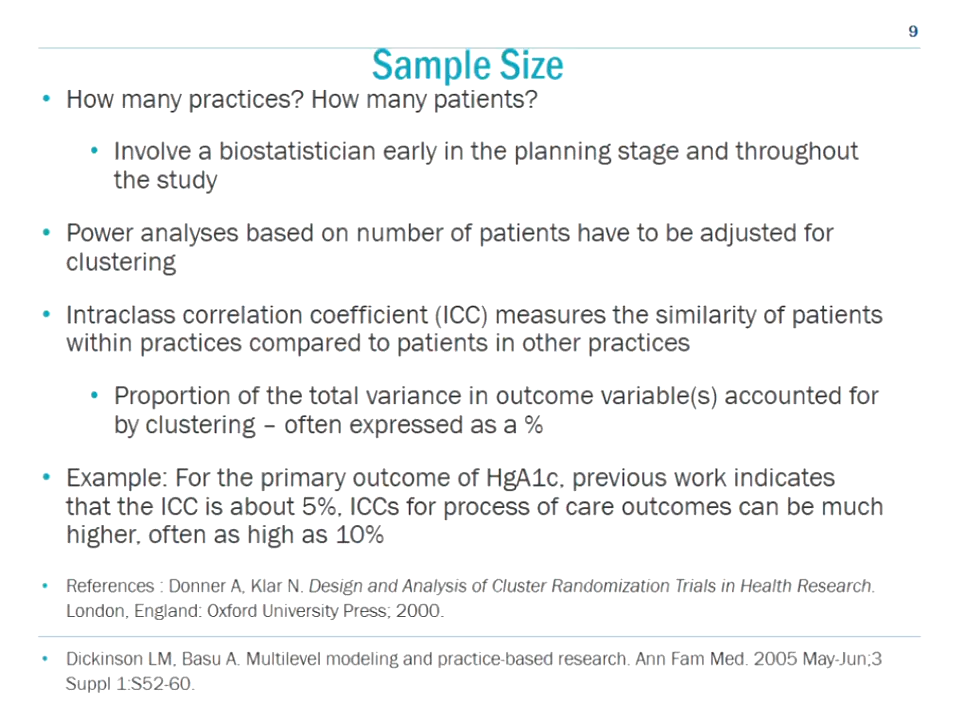 9
Sample Size
• How many practices? How many patients?
• Involve a biostatistician early in the planning stage and throughout
the study
• Power analyses based on number of patients have to be adjusted for
clustering
• Intraclass correlation coefficient (ICC) measures the similarity of patients
within practices compared to patients in other practices
• Proportion of the total variance in outcome variable(s) accounted for
by clustering – often expressed as a %
• Example: For the primary outcome of HgA1c, previous work indicates
that the ICC is about 5%, ICCs for process of care outcomes can be much
higher, often as high as 10%
• References : Donner A, Klar N. Design and Analysis of Cluster Randomization Trials in Health Research.
London, England: Oxford University Press; 2000.
• Dickinson LM, Basu A. Multilevel modeling and practice-based research. Ann Fam Med. 2005 May-Jun;3
Suppl 1:S52-60.